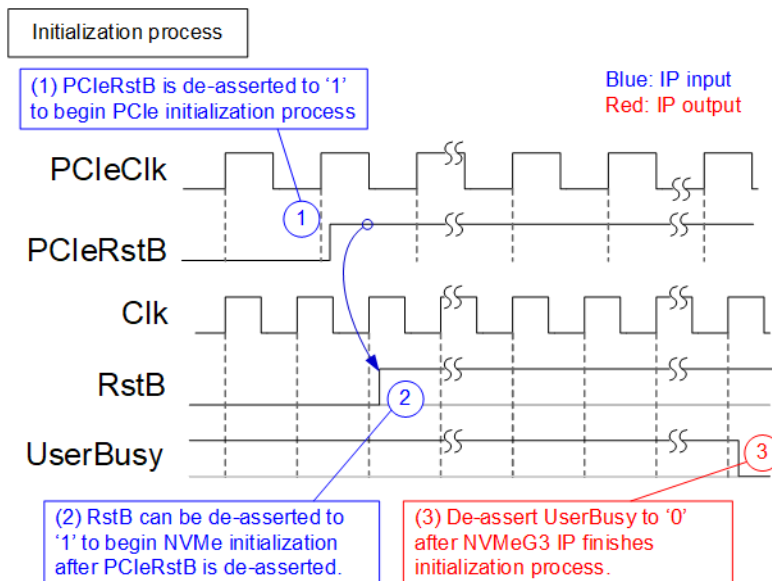 Initialization process
(1) PCIeRstB is de-asserted to ‘1’
to begin PCIe initialization process
Blue: IP input
Red: IP output
PCIeClk
1
PCIeRstB
Clk
RstB
2
UserBusy
3
(2) RstB can be de-asserted to
‘1’ to begin NVMe initialization
after PCIeRstB is de-asserted.
(3) De-assert UserBusy to ‘0’
after NVMeG3 IP finishes
initialization process.